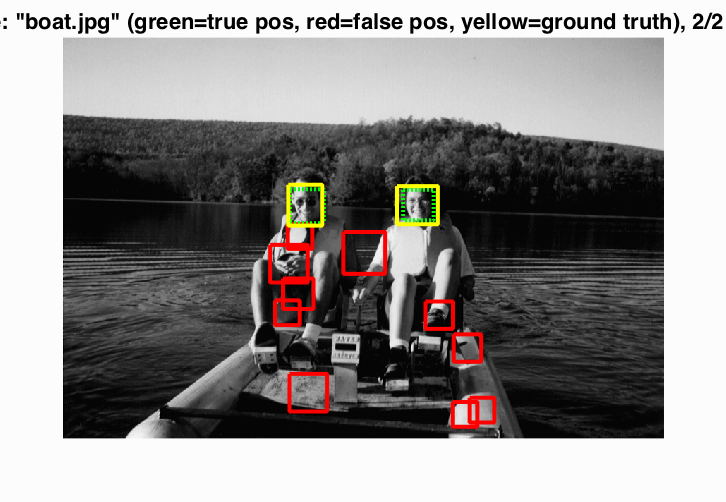 : "boat.jpg" (green=true pos, red=false pos, yellow=ground truth), 2/2